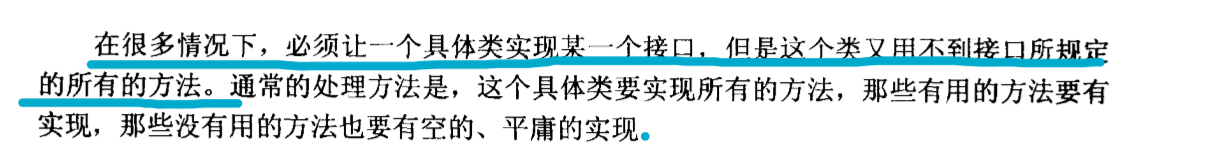 在很多情况下，必须让一个具体类实现某一个接口，但是这个类又用不到接口所规定
的所有的方法。通常的处理方法是，这个具体类要实现所有的方法，那些有用的方法要有
实现，那些没有用的方法也要有空的、平庸的实现。